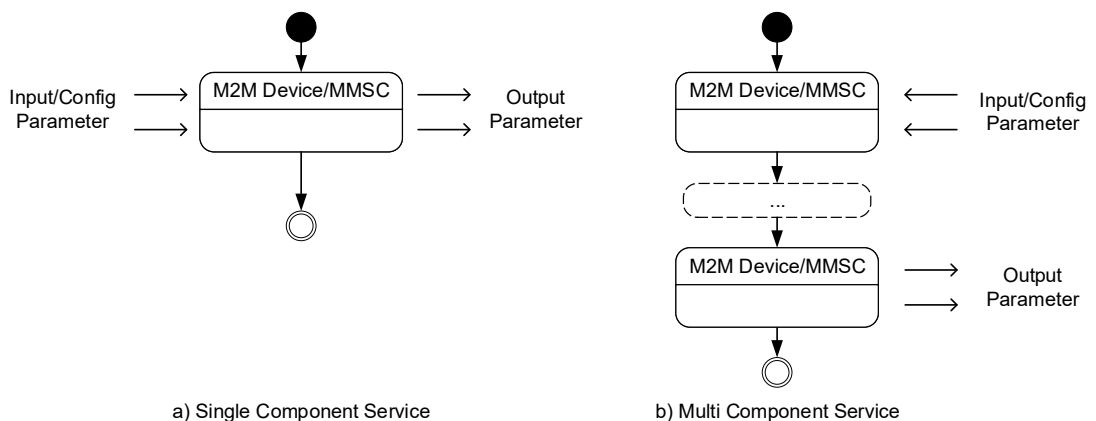 M2M Device/MMSC
Input/Config
Parameter
Output
Parameter
a) Single Component Service
M2M Device/MMSC
Input/Config
Parameter
...
M2M Device/MMSC
Output
Parameter
b) Multi Component Service